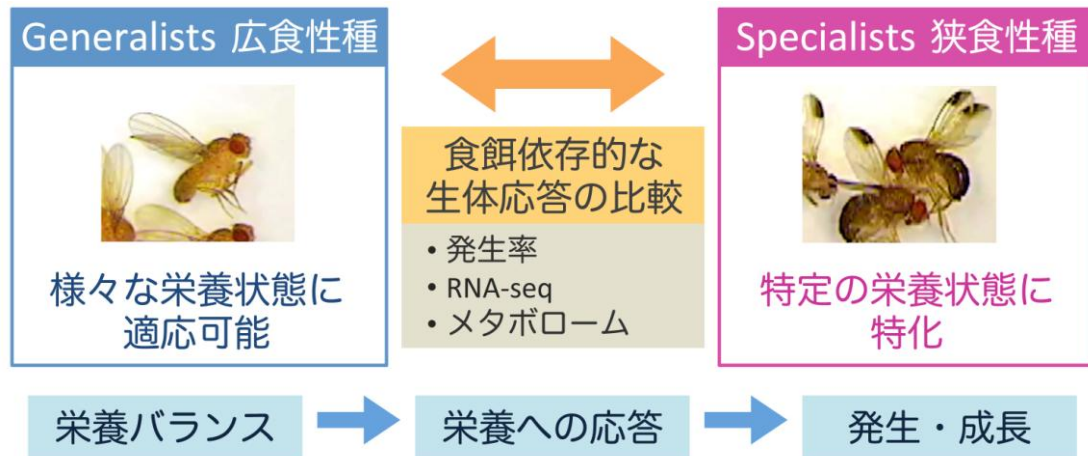 Generalists 広食性種
様々な栄養状態に
適応可能
食餌依存的な
生体応答の比較
• 発生率
• RNA-seq
• メタボローム
Specialists 狭食性種
特定の栄養状態に
特化
栄養バランス
栄養への応答
発生・成長